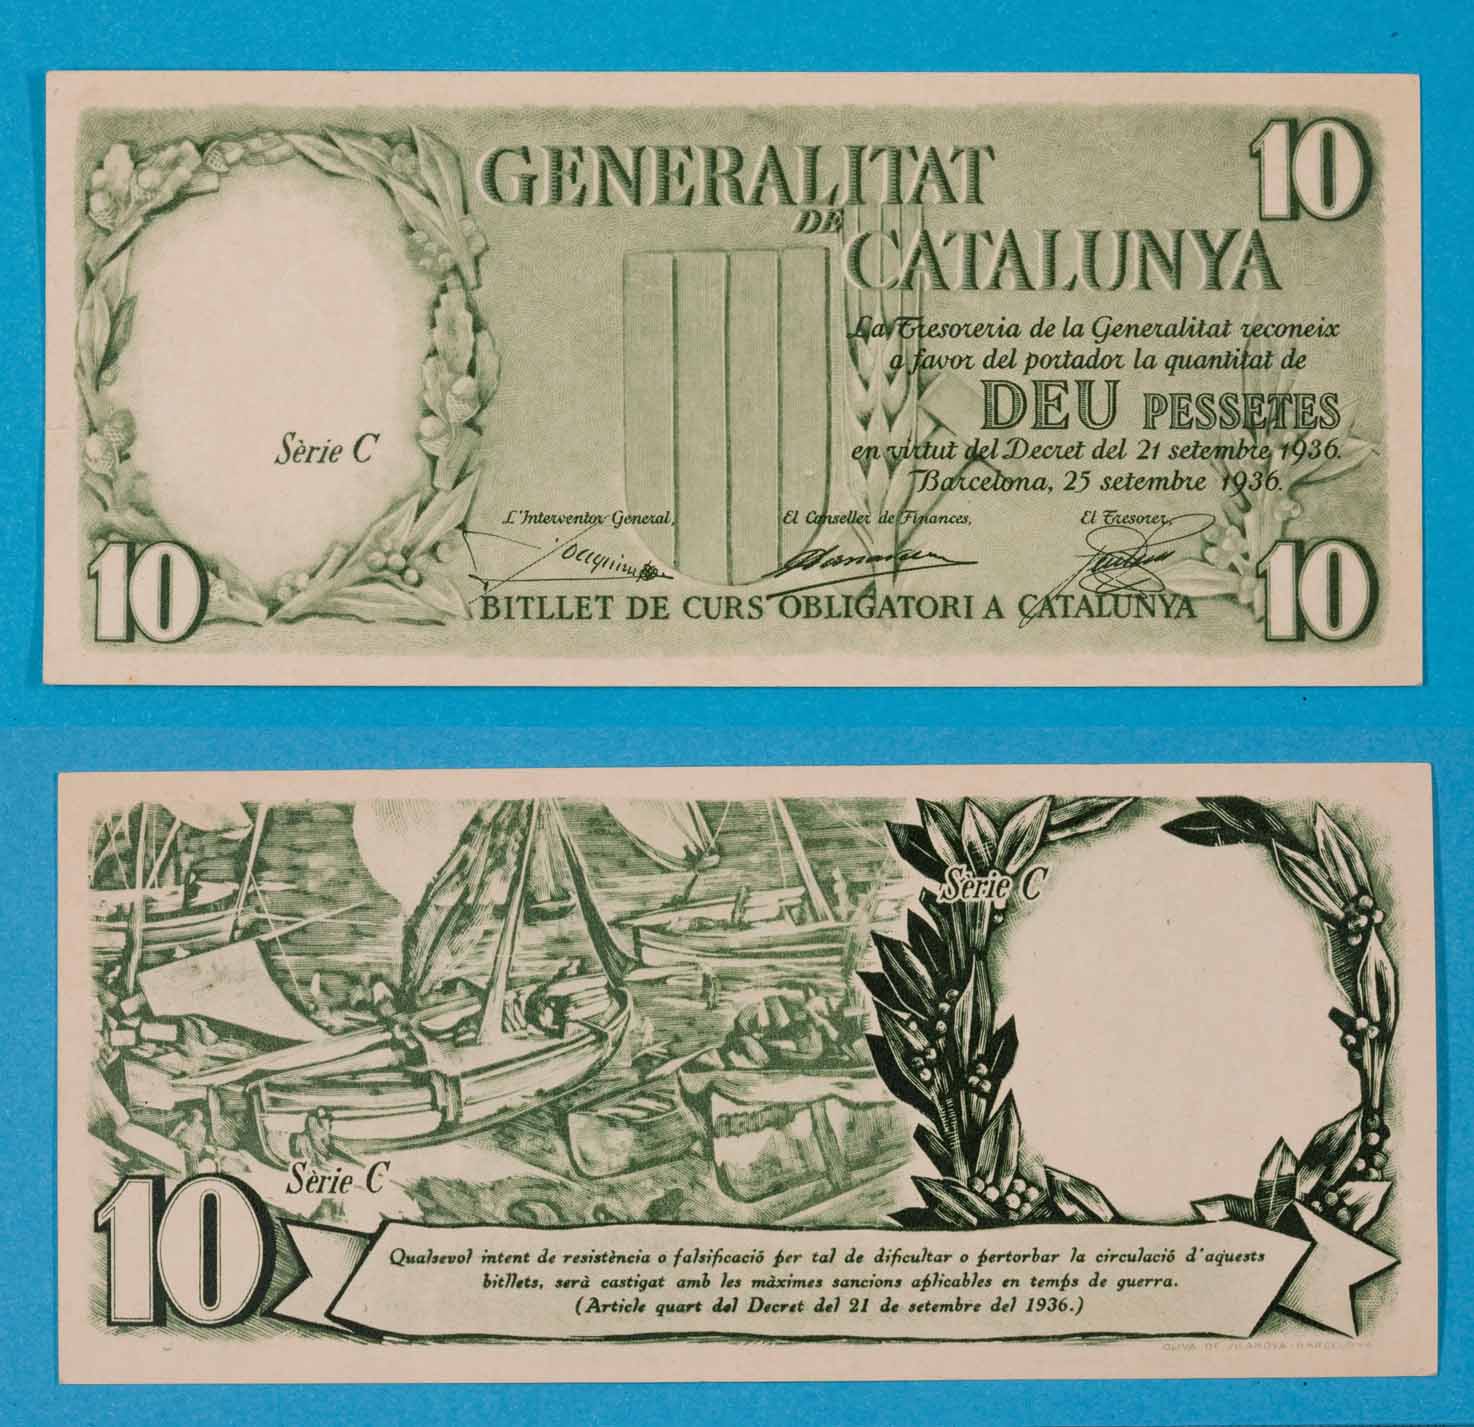 GENERALITAT
DE
CATALUNYA
10
La Tresoreria de la Generalitat reconeix
a favor del portador la quantitat de
DEU PESSETES
en virtut del Decret del 21 setembre 1936.
Barcelona, 25 setembre 1936.
Sèrie C
L'Interventor General,
El Conseller de Finances,
El Tresorer,
10
BITLLET DE CURS OBLIGATORI A CATALUNYA
10
Sèrie C
Sèrie C
10
Qualsevol intent de resistència o falsificació per tal de dificultar o pertorbar la circulació d'aquests
bitllets, serà castigat amb les màximes sancions aplicables en temps de guerra.
(Article quart del Decret del 21 de setembre del 1936.)
OLIVA DE VILANOVA-BARCELONA